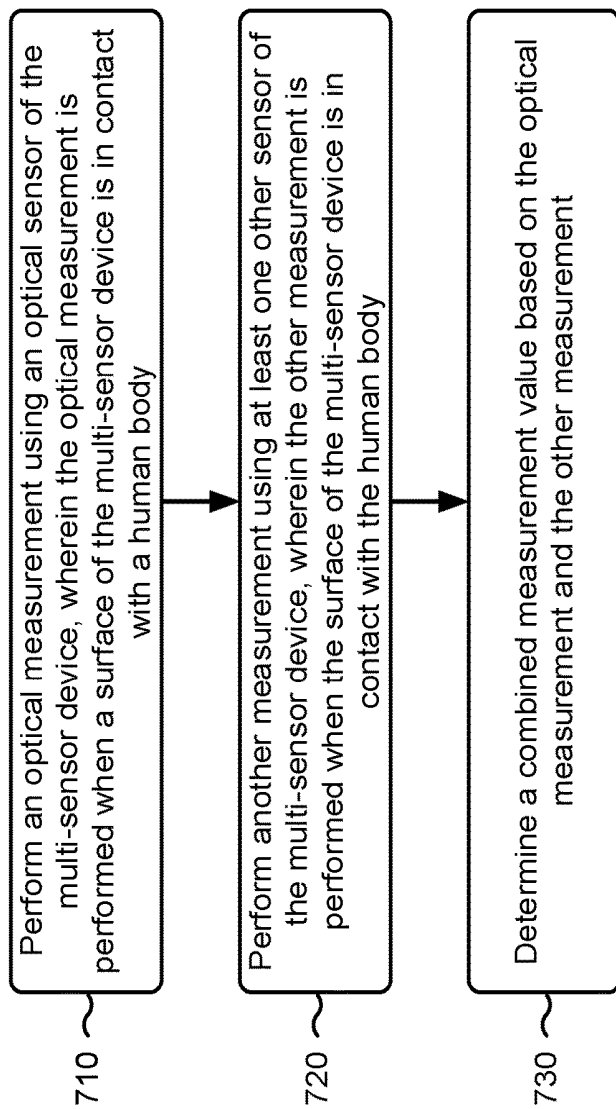 710
Perform an optical measurement using an optical sensor of the
multi-sensor device, wherein the optical measurement is
performed when a surface of the multi-sensor device is in contact
with a human body
720
Perform another measurement using at least one other sensor of
the multi-sensor device, wherein the other measurement is
performed when the surface of the multi-sensor device is in
contact with the human body
730
Determine a combined measurement value based on the optical
measurement and the other measurement